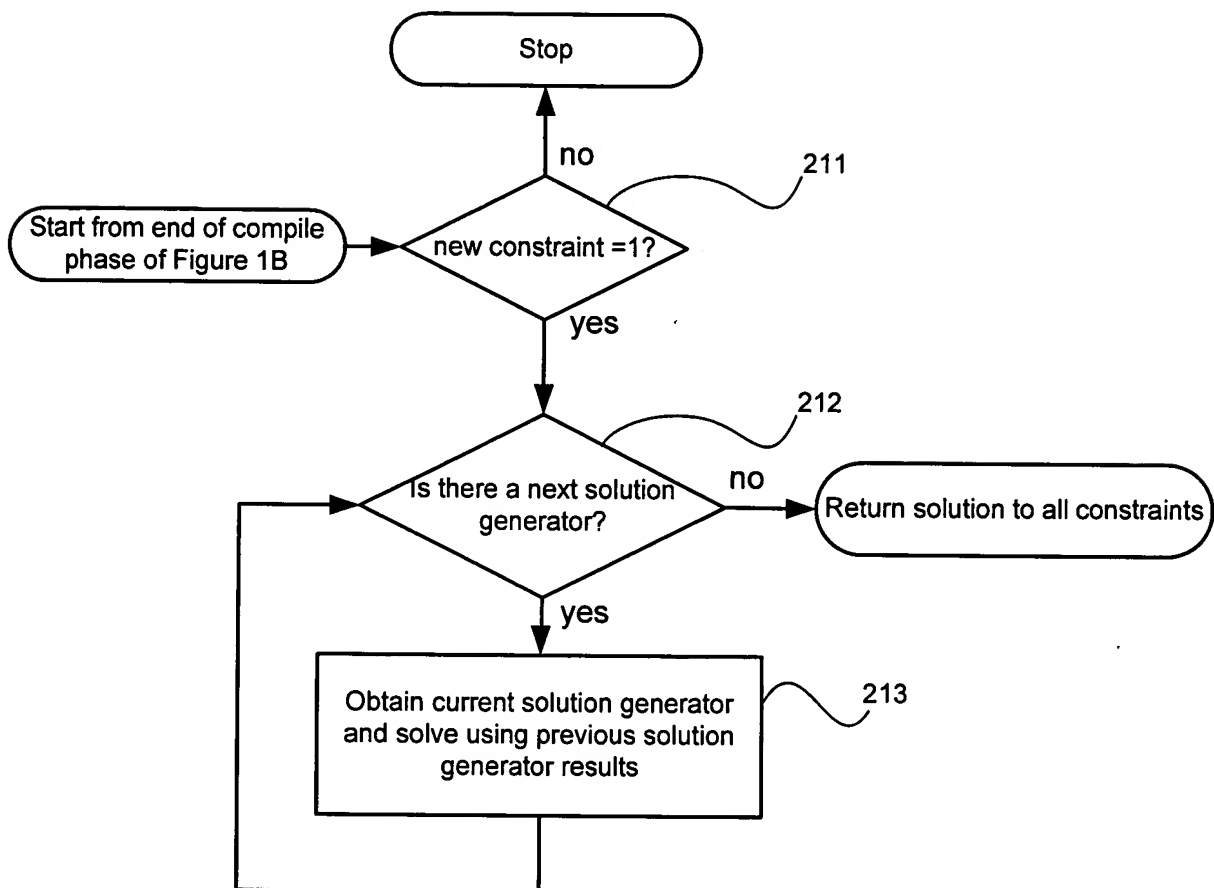 Stop
no
211
Start from end of compile
phase of Figure 1B
new constraint =1?
yes
212
Is there a next solution
generator?
no
Return solution to all constraints
yes
Obtain current solution generator
and solve using previous solution
generator results
213